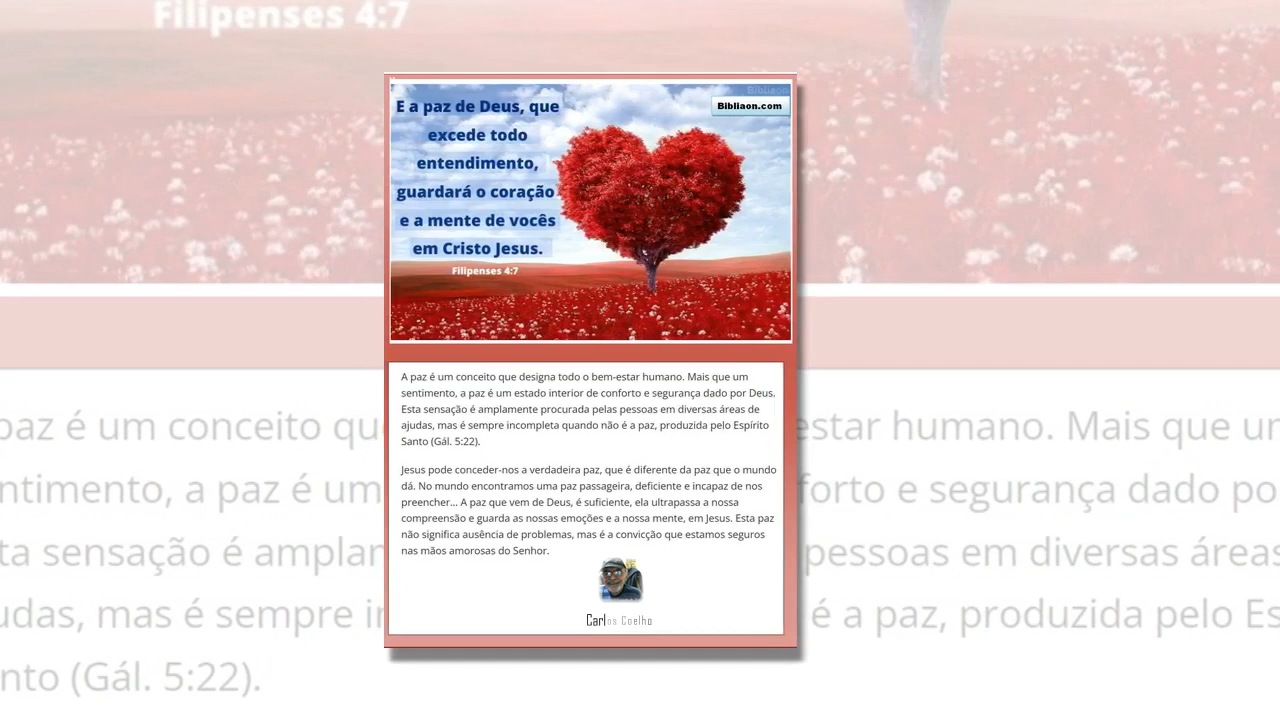 Filipenses 4:7
E a paz de Deus, que
excede todo
entendimento,
guardará o coração
e a mente de vocês
em Cristo Jesus.
Filipenses 4:7
Bibliaon
Bibliaon.com
A paz é um conceito que designa todo o bem-estar humano. Mais que um
sentimento, a paz é um estado interior de conforto e segurança dado por Deus.
Esta sensação é amplamente procurada pelas pessoas em diversas áreas de
ajudas, mas é sempre incompleta quando não é a paz, produzida pelo Espírito
Santo (Gál. 5:22).
Jesus pode conceder-nos a verdadeira paz, que é diferente da paz que o mundo
dá. No mundo encontramos uma paz passageira, deficiente e incapaz de nos
preencher... A paz que vem de Deus, é suficiente, ela ultrapassa a nossa
compreensão e guarda as nossas emoções e a nossa mente, em Jesus. Esta paz
não significa ausência de problemas, mas é a convicção que estamos seguros
nas mãos amorosas do Senhor.
Carlos Coelho
paz é um conceito que estar humano. Mais que um
ntimento, a paz é um forto e segurança dado po
ta sensação é amplan pessoas em diversas áreas
udas, mas é sempre in é a paz, produzida pelo Es
nto (Gál. 5:22).